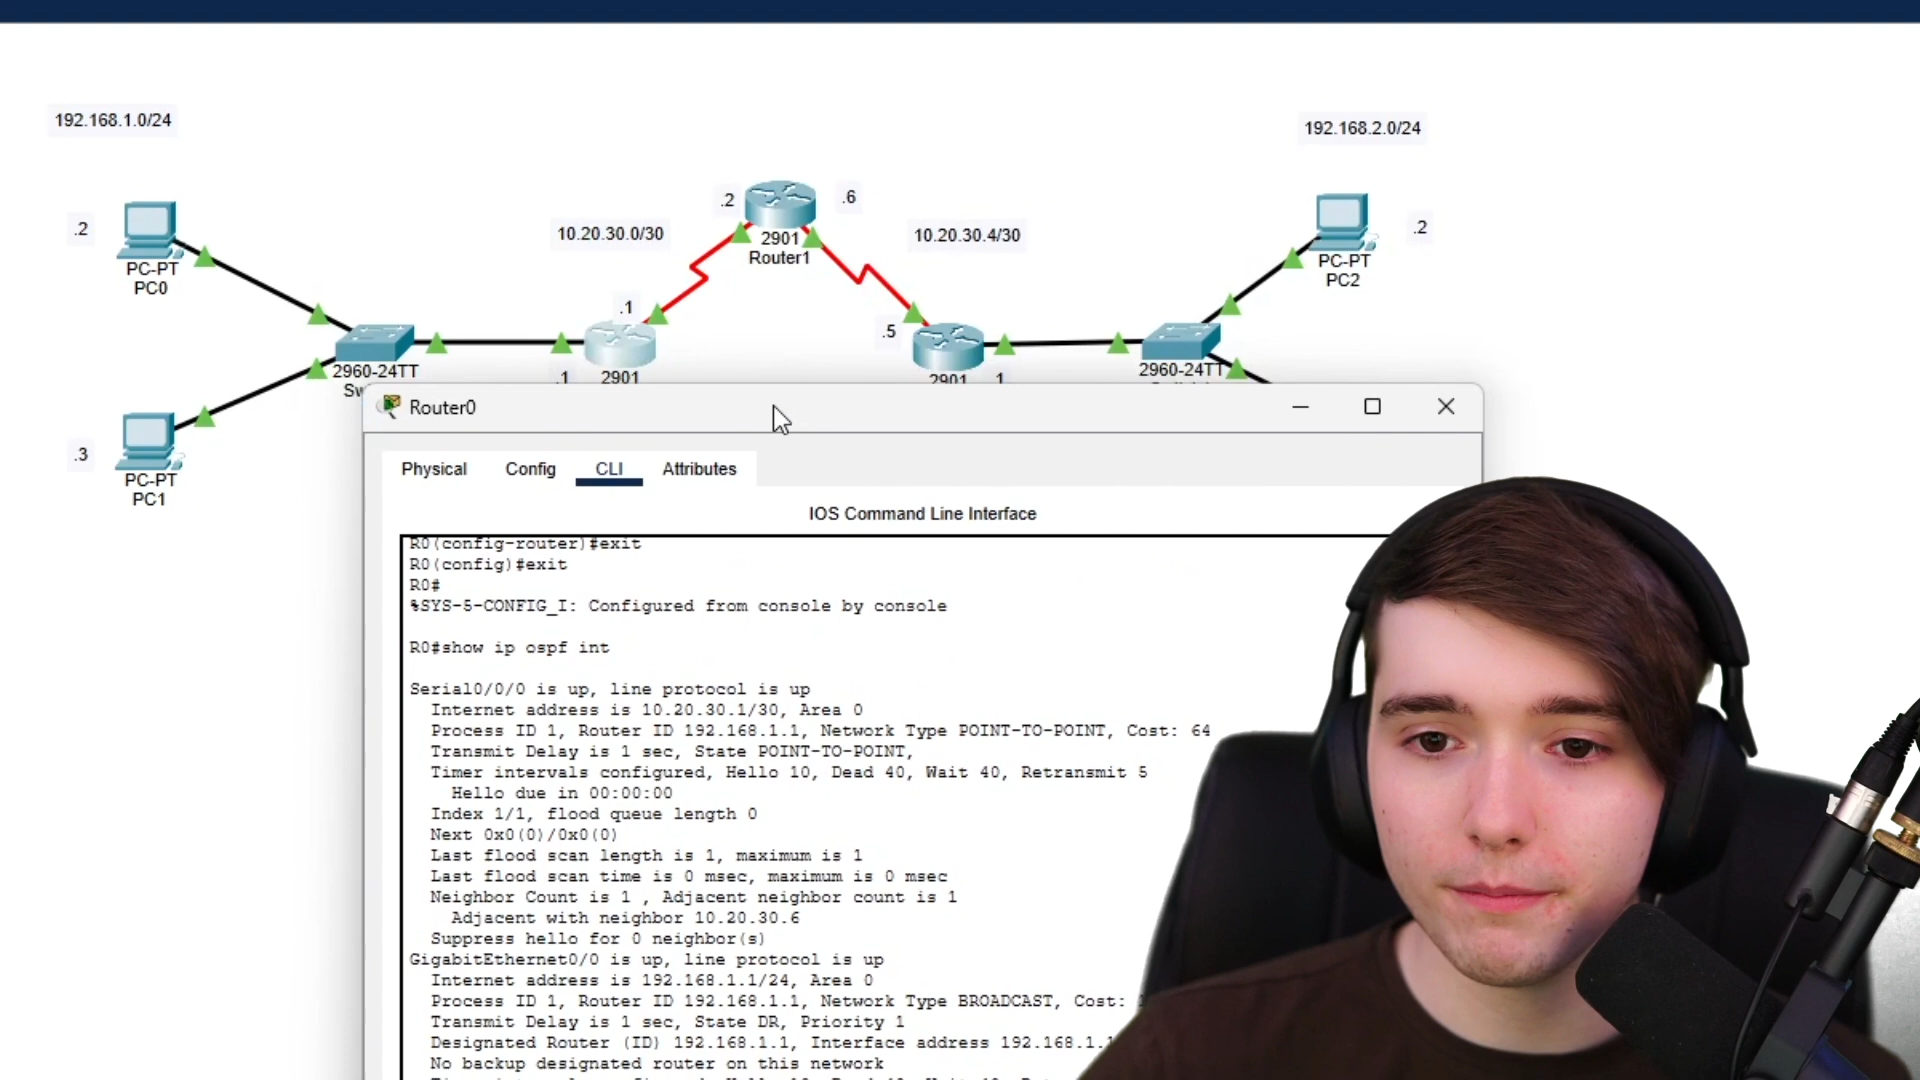 192.168.1.0/24
192.168.2.0/24
.2
.6
.2
.2
10.20.30.0/30
10.20.30.4/30
2901
Router1
PC-PT
PC0
PC-PT
PC2
.1
.5
2960-24TT
.1
2901
2901
1
2960-24TT
.3
PC-PT
PC1
Router0
Physical
Config
CLI
Attributes
IOS Command Line Interface
R0(config-router)#exit
R0(config)#exit
R0#
%SYS-5-CONFIG_I: Configured from console by console
R0#show ip ospf int
Serial0/0/0 is up, line protocol is up
Internet address is 10.20.30.1/30, Area 0
Process ID 1, Router ID 192.168.1.1, Network Type POINT-TO-POINT, Cost: 64
Transmit Delay is 1 sec, State POINT-TO-POINT,
Timer intervals configured, Hello 10, Dead 40, Wait 40, Retransmit 5
Hello due in 00:00:00
Index 1/1, flood queue length 0
Next 0x0(0)/0x0(0)
Last flood scan length is 1, maximum is 1
Last flood scan time is 0 msec, maximum is 0 msec
Neighbor Count is 1 , Adjacent neighbor count is 1
Adjacent with neighbor 10.20.30.6
Suppress hello for 0 neighbor(s)
GigabitEthernet0/0 is up, line protocol is up
Internet address is 192.168.1.1/24, Area 0
Process ID 1, Router ID 192.168.1.1, Network Type BROADCAST, Cost:
Transmit Delay is 1 sec, State DR, Priority 1
Designated Router (ID) 192.168.1.1, Interface address 192.168.1.1
No backup designated router on this network